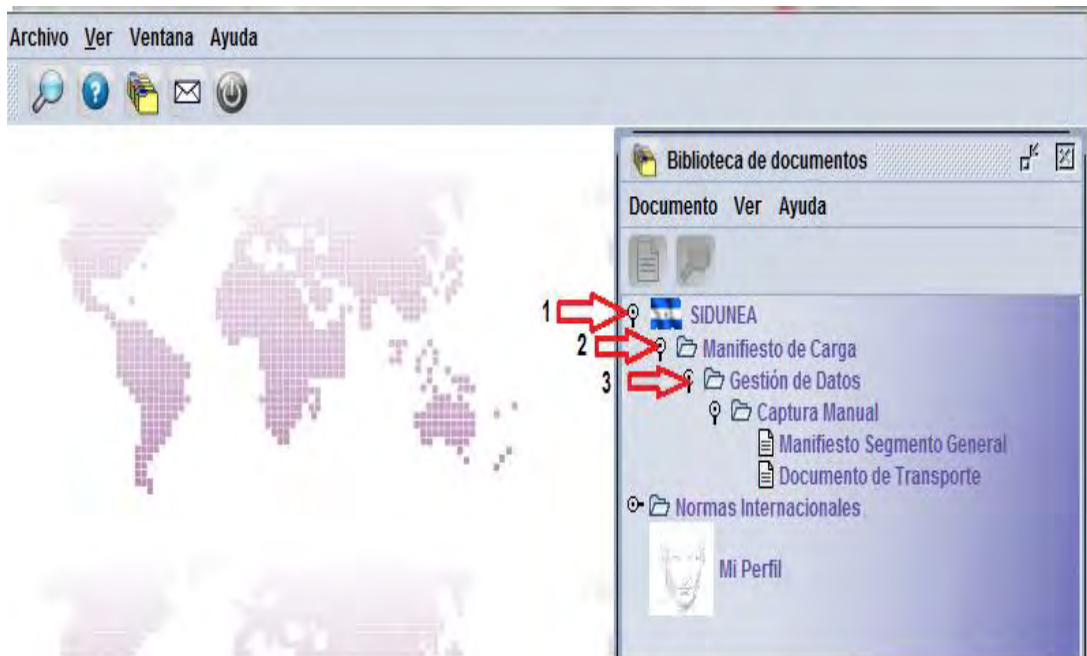 Archivo Ver Ventana Ayuda
Biblioteca de documentos
Documento Ver Ayuda
1 SIDUNEA
2 Manifiesto de Carga
3 Gestión de Datos
Captura Manual
Manifiesto Segmento General
Documento de Transporte
Normas Internacionales
Mi Perfil